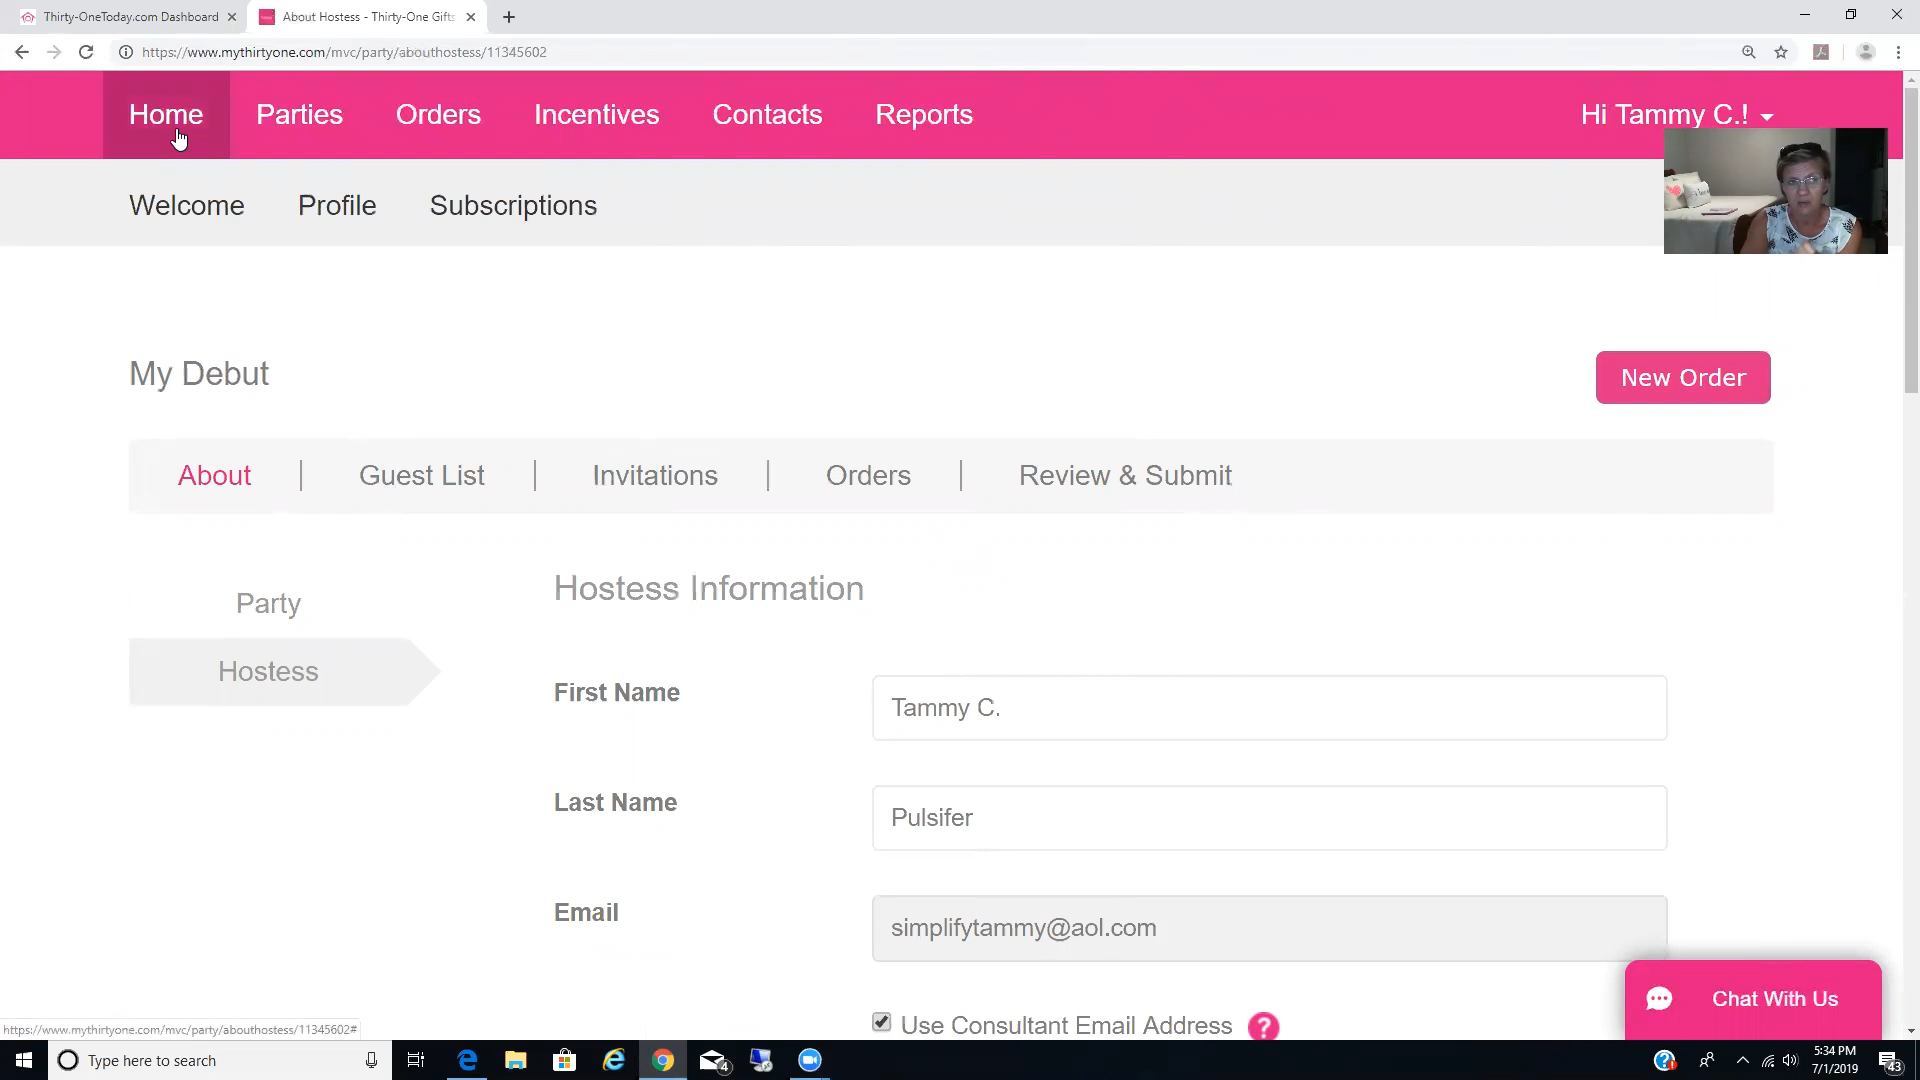 Thirty-OneToday.com Dashboard
About Hostess - Thirty-One Gifts
https://www.mythirtyone.com/mvc/party/abouthostess/11345602
Home Parties Orders Incentives Contacts Reports Hi Tammy C.!
Welcome Profile Subscriptions
My Debut
New Order
About | Guest List | Invitations | Orders | Review & Submit
Party
Hostess
Hostess Information
First Name
Tammy C.
Last Name
Pulsifer
Email
simplifytammy@aol.com
Use Consultant Email Address ?
Chat With Us
https://www.mythirtyone.com/mvc/party/abouthostess/11345602#
Type here to search
4
5:34 PM
7/1/2019
43